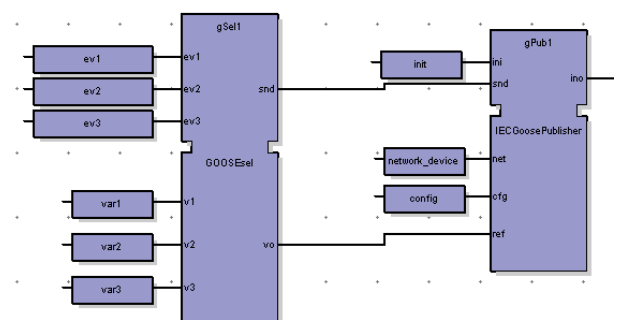 gSel1
gPub1
ev1
ev1
init
ini
ev2
ev2
snd
snd
ino
ev3
ev3
IECGoosePublisher
GOOSEsel
network_device
net
var1
v1
config
cfg
var2
v2
vo
ref
var3
v3